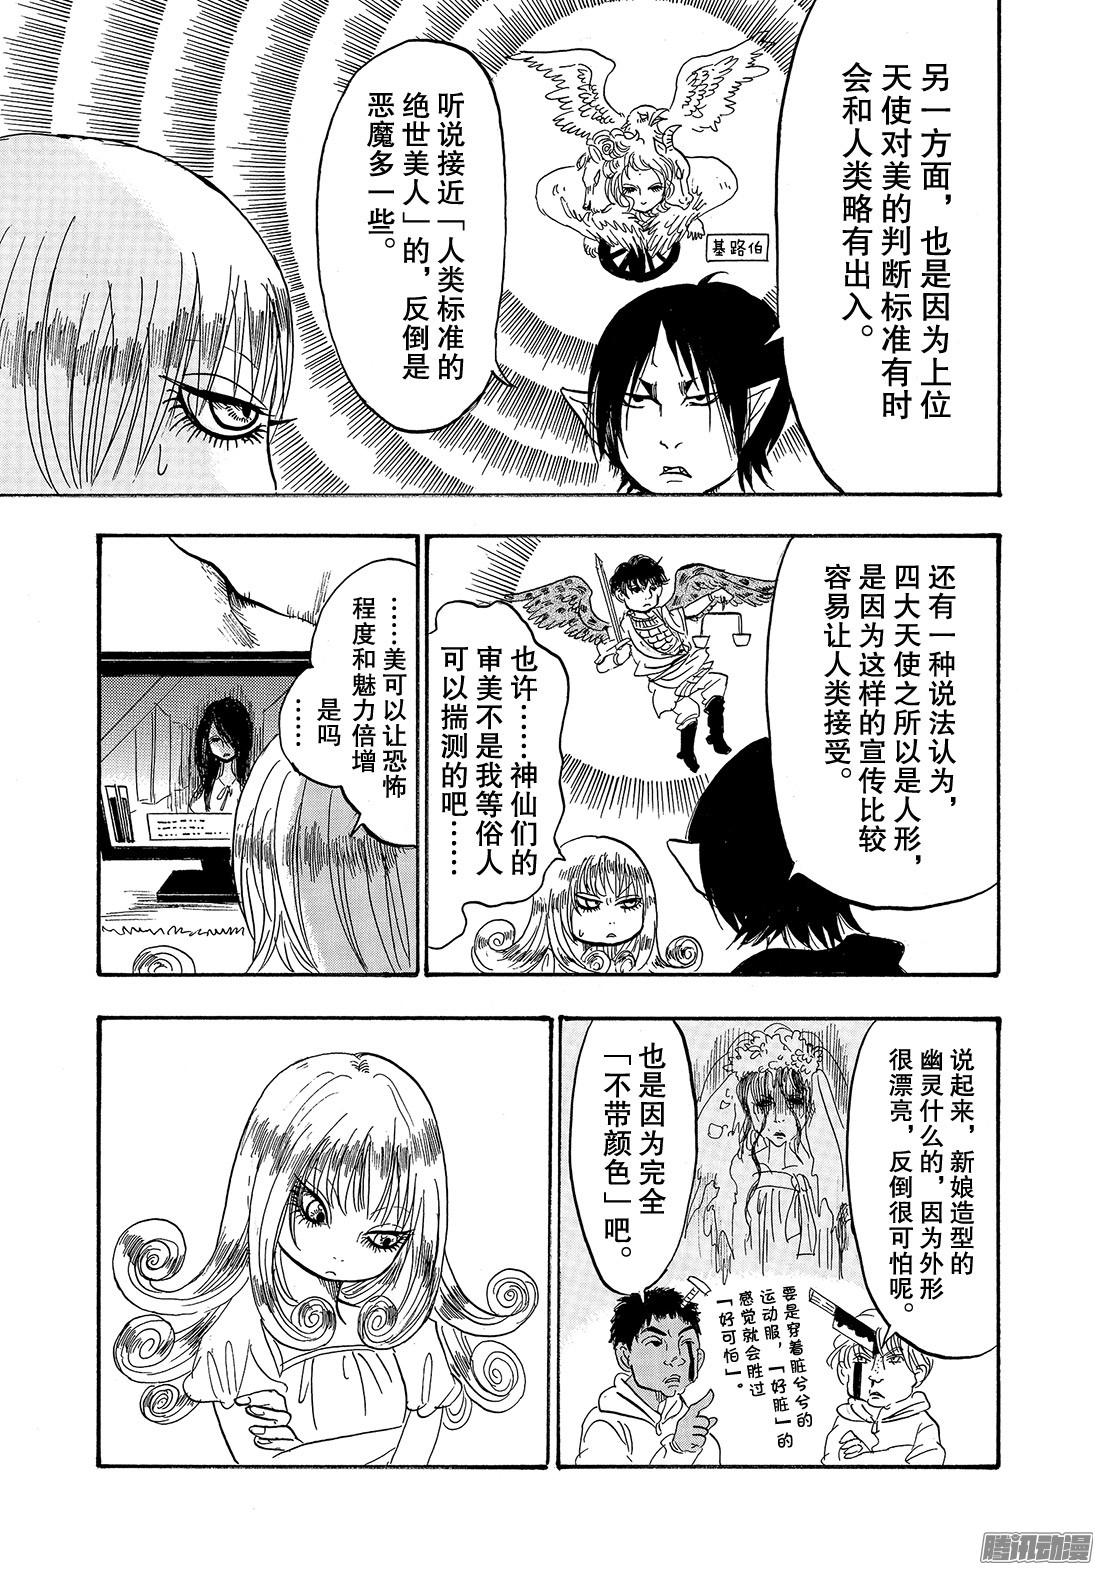 另一方面，也是因为上位
天使对美的判断标准有时
会和人类略有出入。
基路伯
听说接近「人类标准的
绝世美人」的，反倒是
恶魔多一些。
还有一种说法认为，
四大天使之所以是人形，
是因为这样的宣传比较
容易让人类接受。
也许……神仙们的
审美不是我等俗人
可以揣测的吧……
……美可以让恐怖
程度和魅力倍增
是吗
……
说起来，新娘造型的
幽灵什么的，因为外形
很漂亮，反倒很可怕呢。
也是因为完全
「不带颜色」吧。
要是穿着脏兮兮的
运动服，「好脏」的
感觉就会胜过
「好可怕」。
腾讯动漫